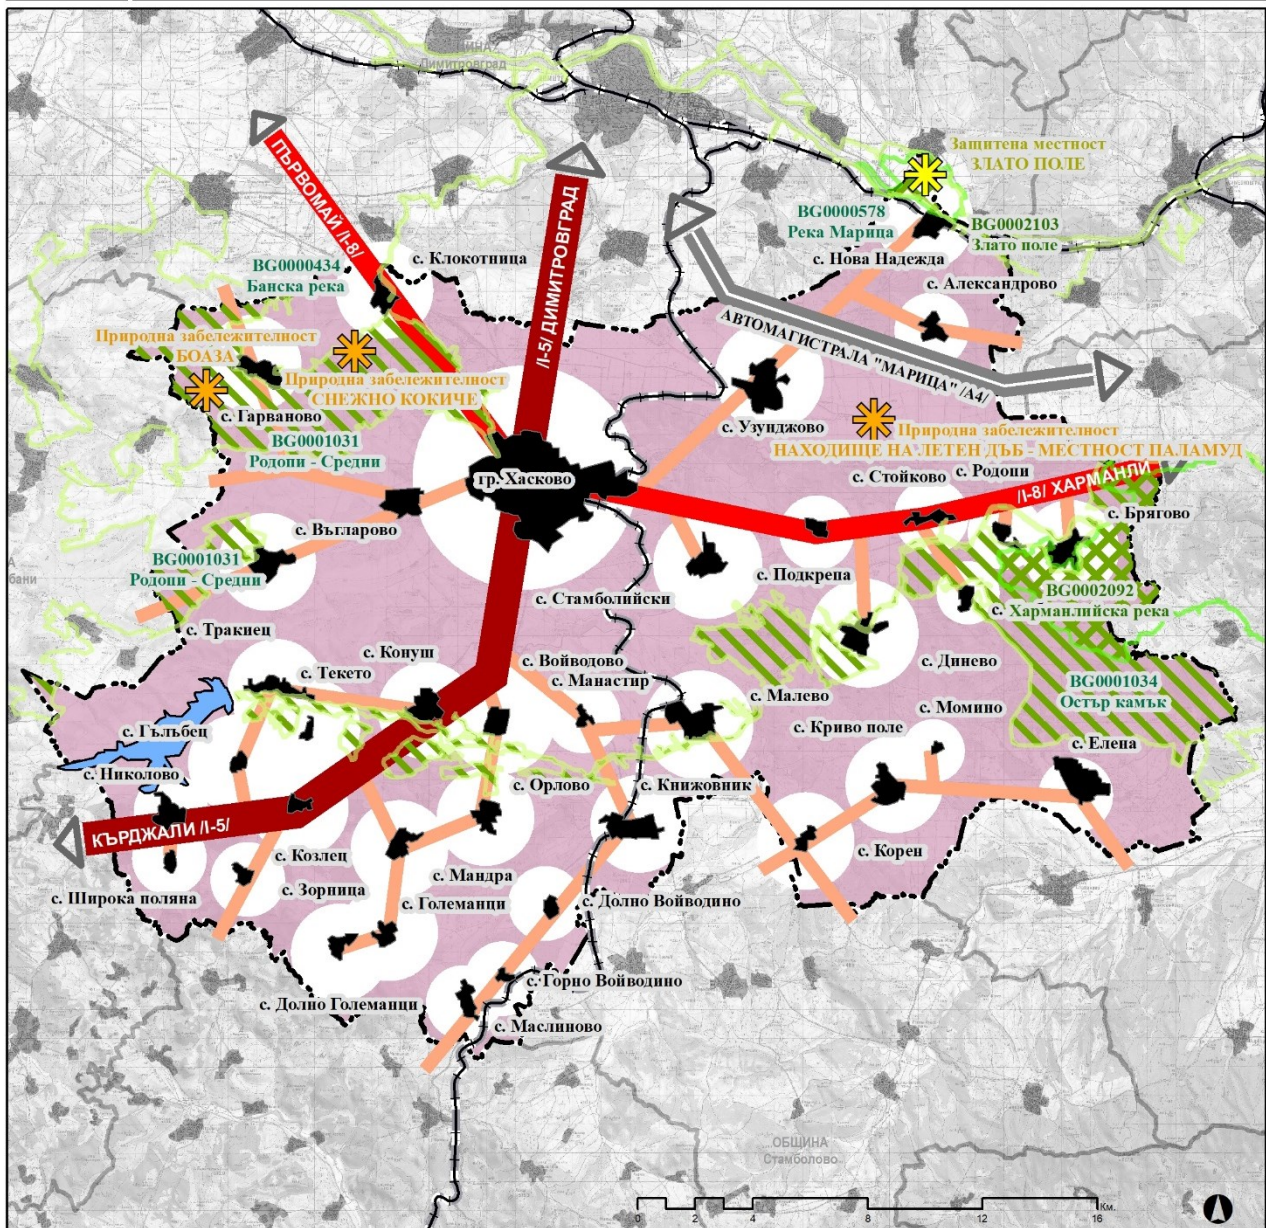 ОБЩИНА
Димитровград
Защитена местност
ЗЛАТО ПОЛЕ
ПЪРВОМАЙ /I-8/
/I-5/ ДИМИТРОВГРАД
BG0000578
Река Марица
BG0002103
Злато поле
с. Клокотница
с. Нова Надежда
BG0000434
Банска река
с. Александрово
АВТОМАГИСТРАЛА "МАРИЦА" /А4/
Природна забележителност
БОАЗА
Природна забележителност
СНЕЖНО КОКИЧЕ
с. Гарваново
с. Узунджово
Природна забележителност
НАХОДИЩЕ НА ЛЕТЕН ДЪБ - МЕСТНОСТ ПАЛАМУД
BG0001031
Родопи - Средни
гр. Хасково
с. Стойково
с. Родопи
/I-8/ ХАРМАНЛИ
с. Брягово
с. Въгларово
BG0001031
Родопи - Средни
с. Подкрепа
BG0002092
Харманлийска река
с.
с. Стамболийски
с. Тракиец
с. Конуш
с. Войводово
с. Динево
с. Текето
с. Манастир
BG0001034
Остър камък
с. Малево
с. Момино
с. Гълъбец
с. Криво поле
с. Елена
с. Николово
с. Орлово
с. Книжовник
КЪРДЖАЛИ /I-5/
с. Козлец
с. Корен
с. Мандра
с. Зорница
с. Широка поляна
с. Големанци
с. Долно Войводино
с. Горно Войводино
с. Долно Големанци
с. Маслиново
ОБЩИНА
Стамболово
0 2 4 8 12 16 Км.